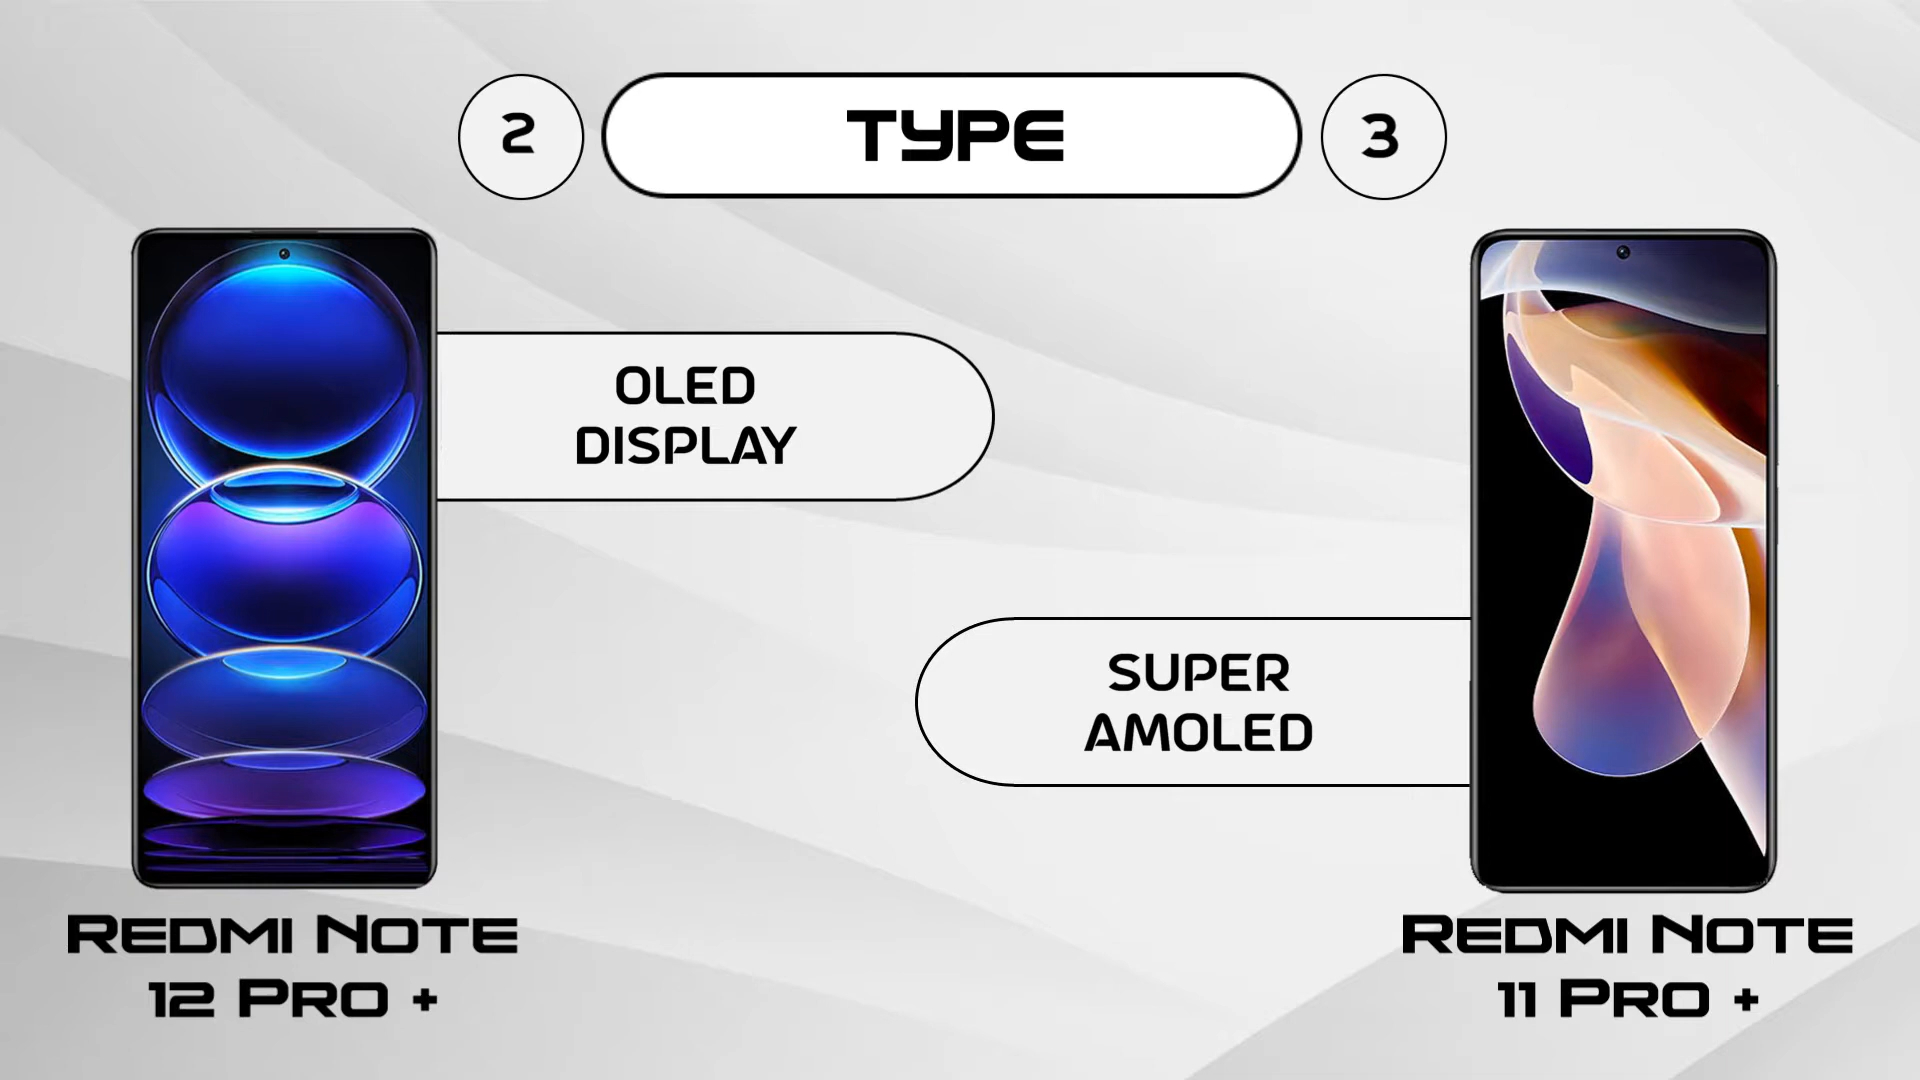 2
TYPE
3
OLED
DISPLAY
SUPER
AMOLED
REDMI NOTE
12 PRO +
REDMI NOTE
11 PRO +